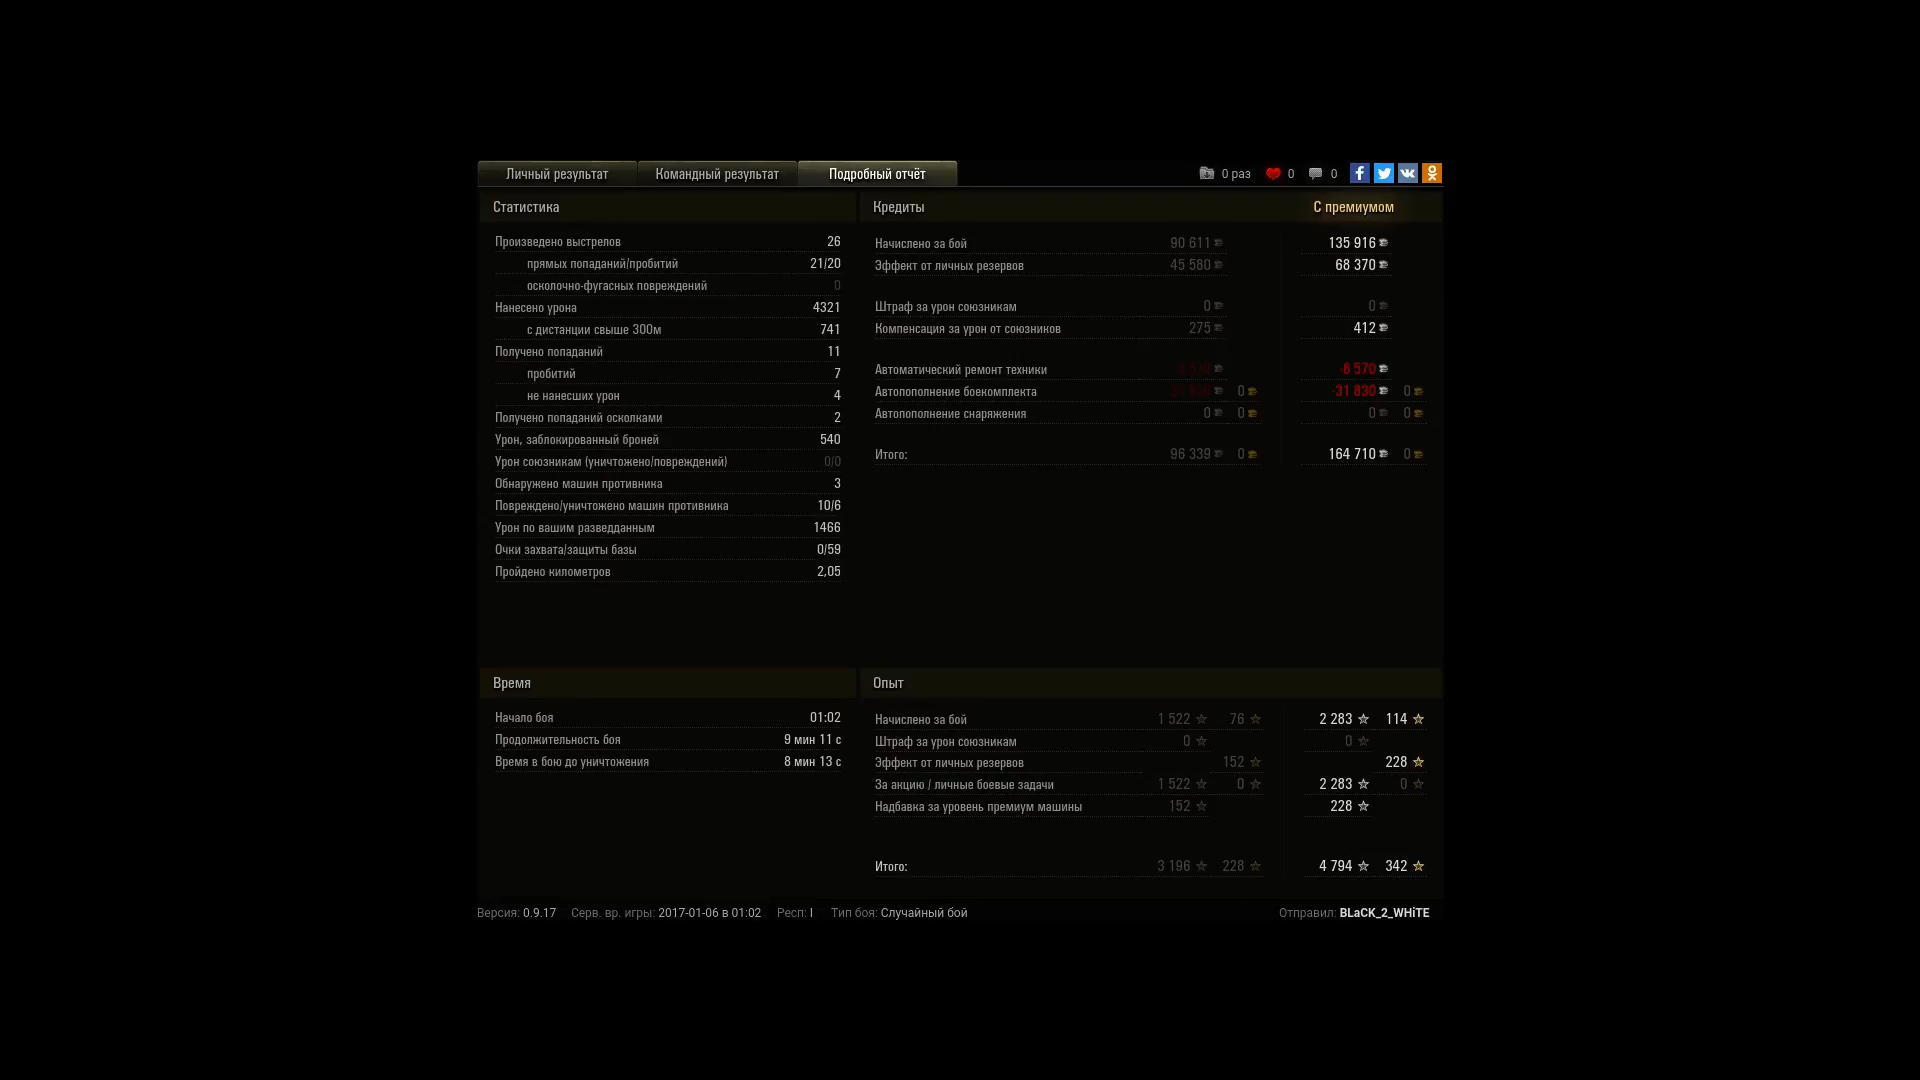 Личный результат Командный результат Подробный отчёт 0 раз 0 0
Статистика
Произведено выстрелов 26
прямых попаданий/пробитий 21/20
осколочно-фугасных повреждений 0
Нанесено урона 4321
с дистанции свыше 300м 741
Получено попаданий 11
пробитий 7
не нанесших урон 4
Получено попаданий осколками 2
Урон, заблокированный броней 540
Урон союзникам (уничтожено/повреждений) 0/0
Обнаружено машин противника 3
Повреждено/уничтожено машин противника 10/6
Урон по вашим разведданным 1466
Очки захвата/защиты базы 0/59
Пройдено километров 2,05
Кредиты С премиумом
Начислено за бой 90 611 135 916
Эффект от личных резервов 45 580 68 370
Штраф за урон союзникам 0 0
Компенсация за урон от союзников 275 412
Автоматический ремонт техники -8 570
Автопополнение боекомплекта 0 -31 830 0
Автопополнение снаряжения 0 0 0 0
Итого: 96 339 0 164 710 0
Время
Начало боя 01:02
Продолжительность боя 9 мин 11 с
Время в бою до уничтожения 8 мин 13 с
Опыт
Начислено за бой 1 522 76 2 283 114
Штраф за урон союзникам 0 0
Эффект от личных резервов 152 228
За акцию / личные боевые задачи 1 522 0 2 283 0
Надбавка за уровень премиум машины 152 228
Итого: 3 196 228 4 794 342
Версия: 0.9.17 Серв. вр. игры: 2017-01-06 в 01:02 Респ: I Тип боя: Случайный бой Отправил: BLaCK_2_WHiTE